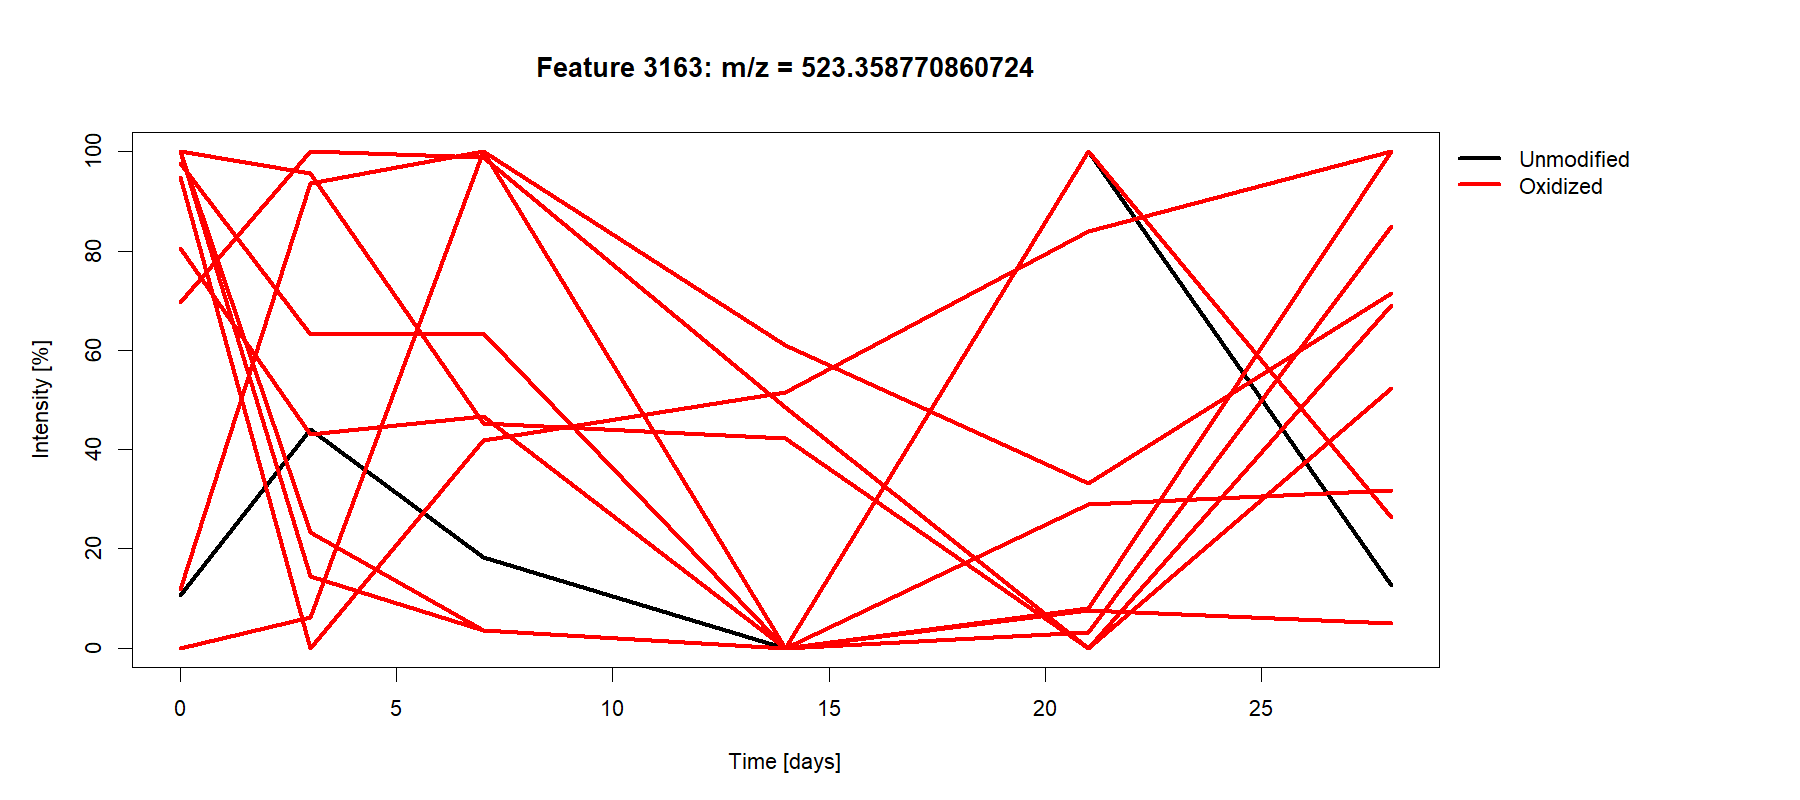 Feature 3163: m/z = 523.358770860724
Unmodified
Oxidized
Intensity [%]
100
80
60
40
20
0
0 5 10 15 20 25
Time [days]